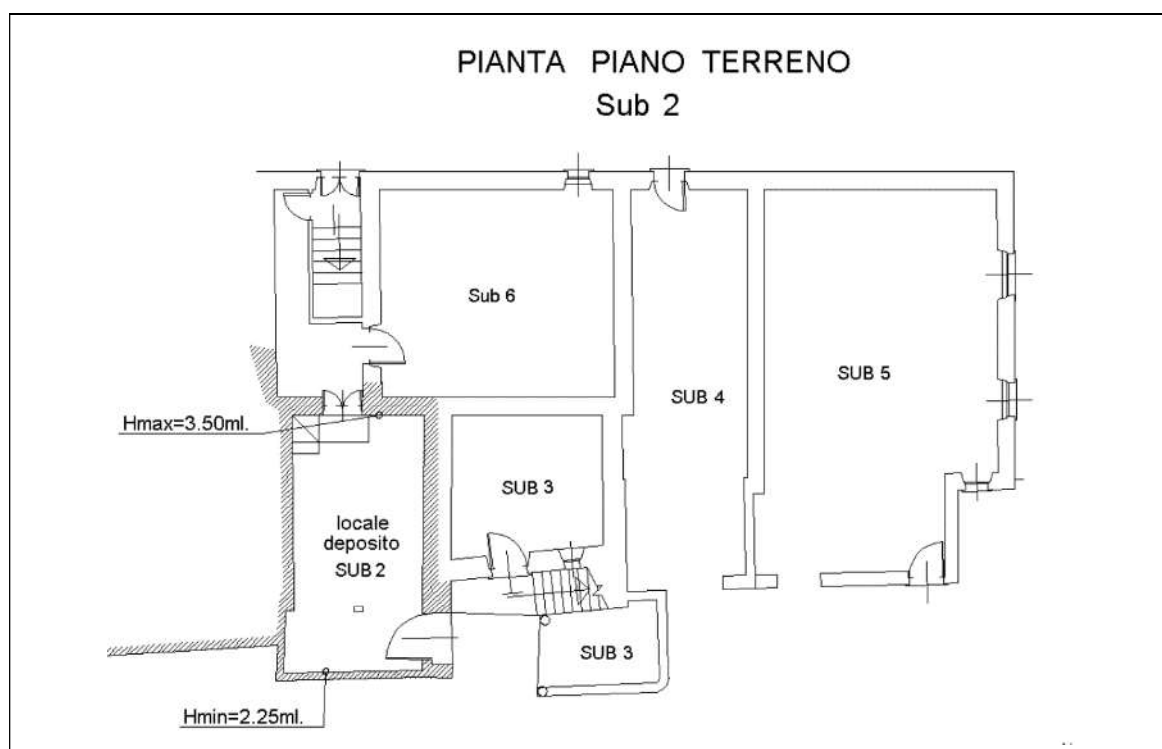 PIANTA PIANO TERRENO
Sub 2
Sub 6
SUB 5
SUB 4
Hmax=3.50ml.
SUB 3
locale
deposito
SUB 2
SUB 3
Hmin=2.25ml.